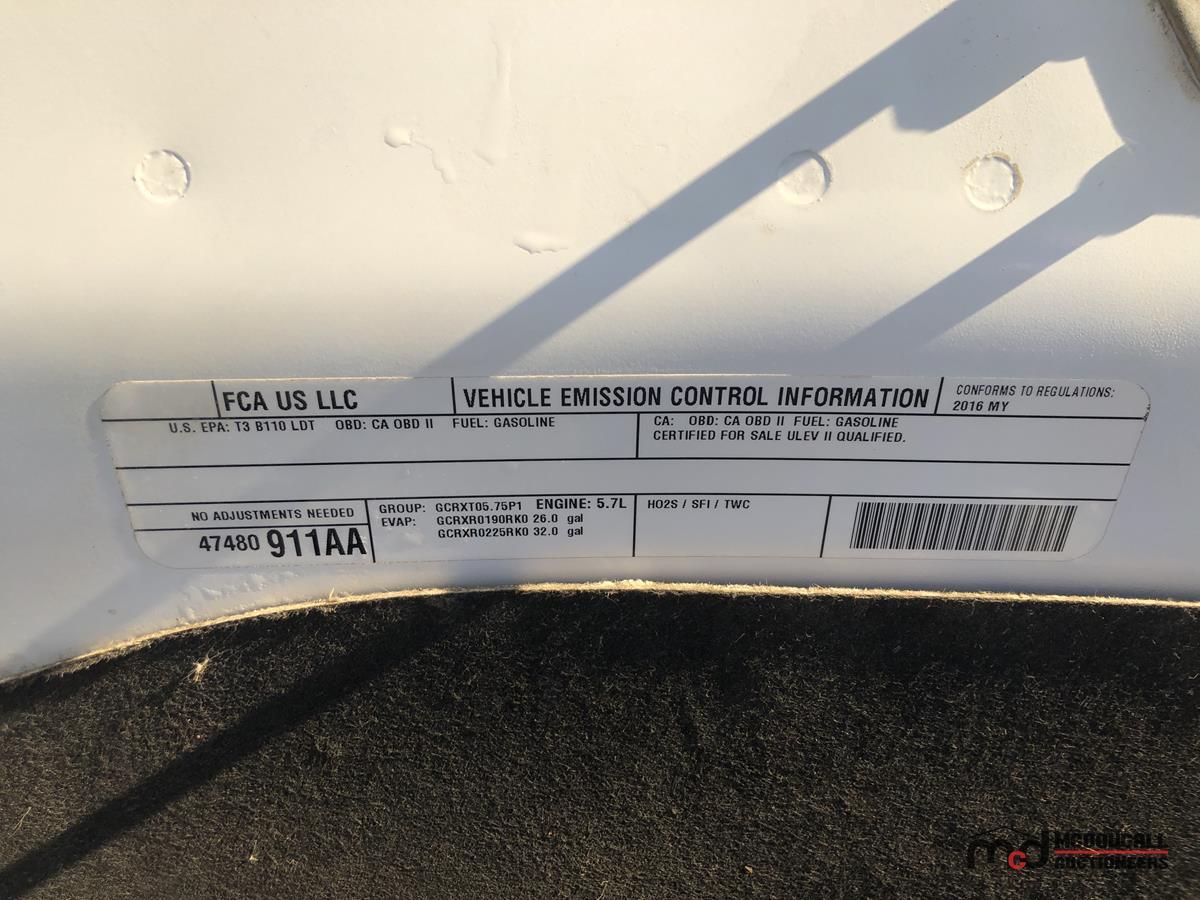 FCA US LLC
VEHICLE EMISSION CONTROL INFORMATION
CONFORMS TO REGULATIONS:
2016 MY
U.S. EPA: T3 B110 LDT OBD: CA OBD II FUEL: GASOLINE
CA: OBD: CA OBD II FUEL: GASOLINE
CERTIFIED FOR SALE ULEV II QUALIFIED.
NO ADJUSTMENTS NEEDED
47480 911AA
GROUP: GCRXT05.75P1 ENGINE: 5.7L
EVAP: GCRXR0190RK0 26.0 gal
GCRXR0225RK0 32.0 gal
HO2S / SFI / TWC
mcd MCDOUGALL
AUCTIONEERS